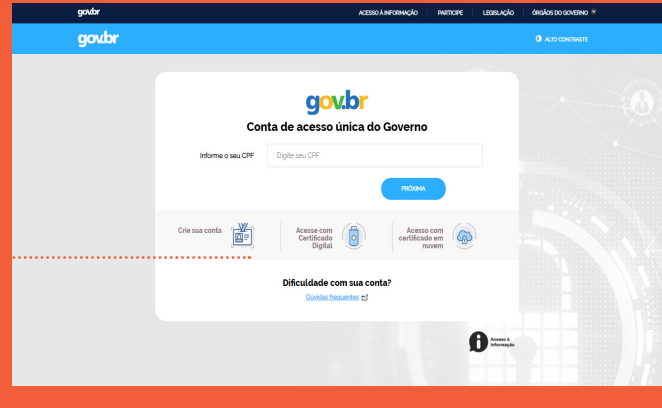 gov.br ACESSO À INFORMAÇÃO PARTICIPE LEGISLAÇÃO ÓRGÃOS DO GOVERNO
gov.br ALTO CONTRASTE
gov.br
Conta de acesso única do Governo
Informe o seu CPF Digite seu CPF
PRÓXIMA
Crie sua conta
Acesse com
Certificado
Digital
Acesso com
certificado em
nuvem
Dificuldade com sua conta?
Dúvidas frequentes
Acesso à
Informação